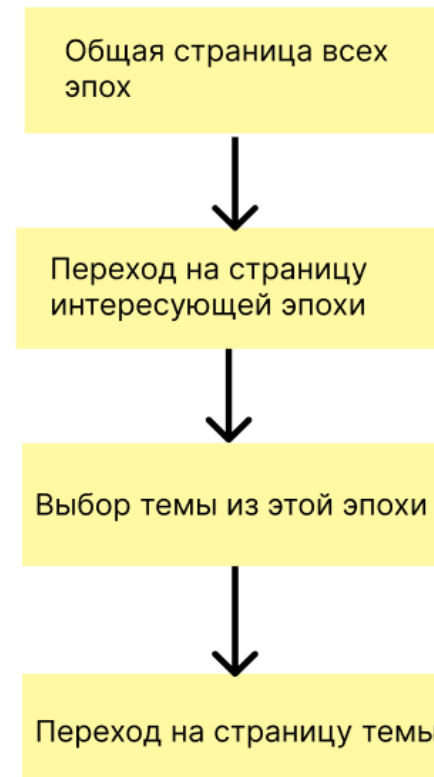 Общая страница всех
эпох
Переход на страницу
интересующей эпохи
Выбор темы из этой эпохи
Переход на страницу темы